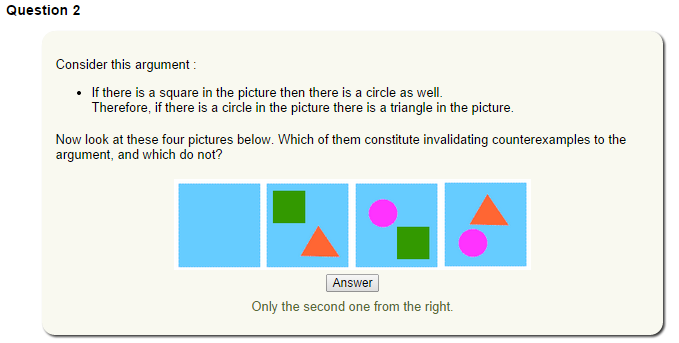 Question 2
Consider this argument :
• If there is a square in the picture then there is a circle as well.
Therefore, if there is a circle in the picture there is a triangle in the picture.
Now look at these four pictures below. Which of them constitute invalidating counterexamples to the
argument, and which do not?
Answer
Only the second one from the right.